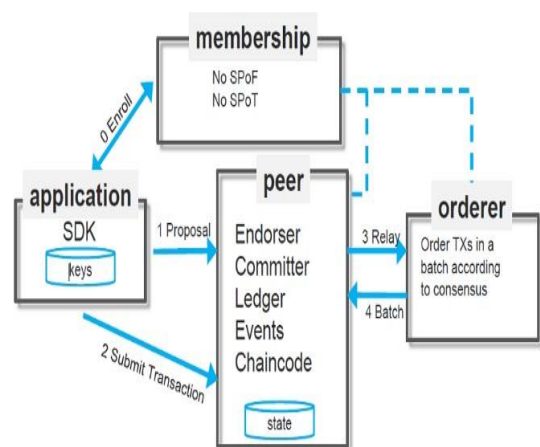 membership
No SPoF
No SPoT
0 Enroll
application
SDK
keys
1 Proposal
2 Submit Transaction
peer
Endorser
Committer
Ledger
Events
Chaincode
state
3 Relay
4 Batch
orderer
Order TXs in a
batch according
to consensus